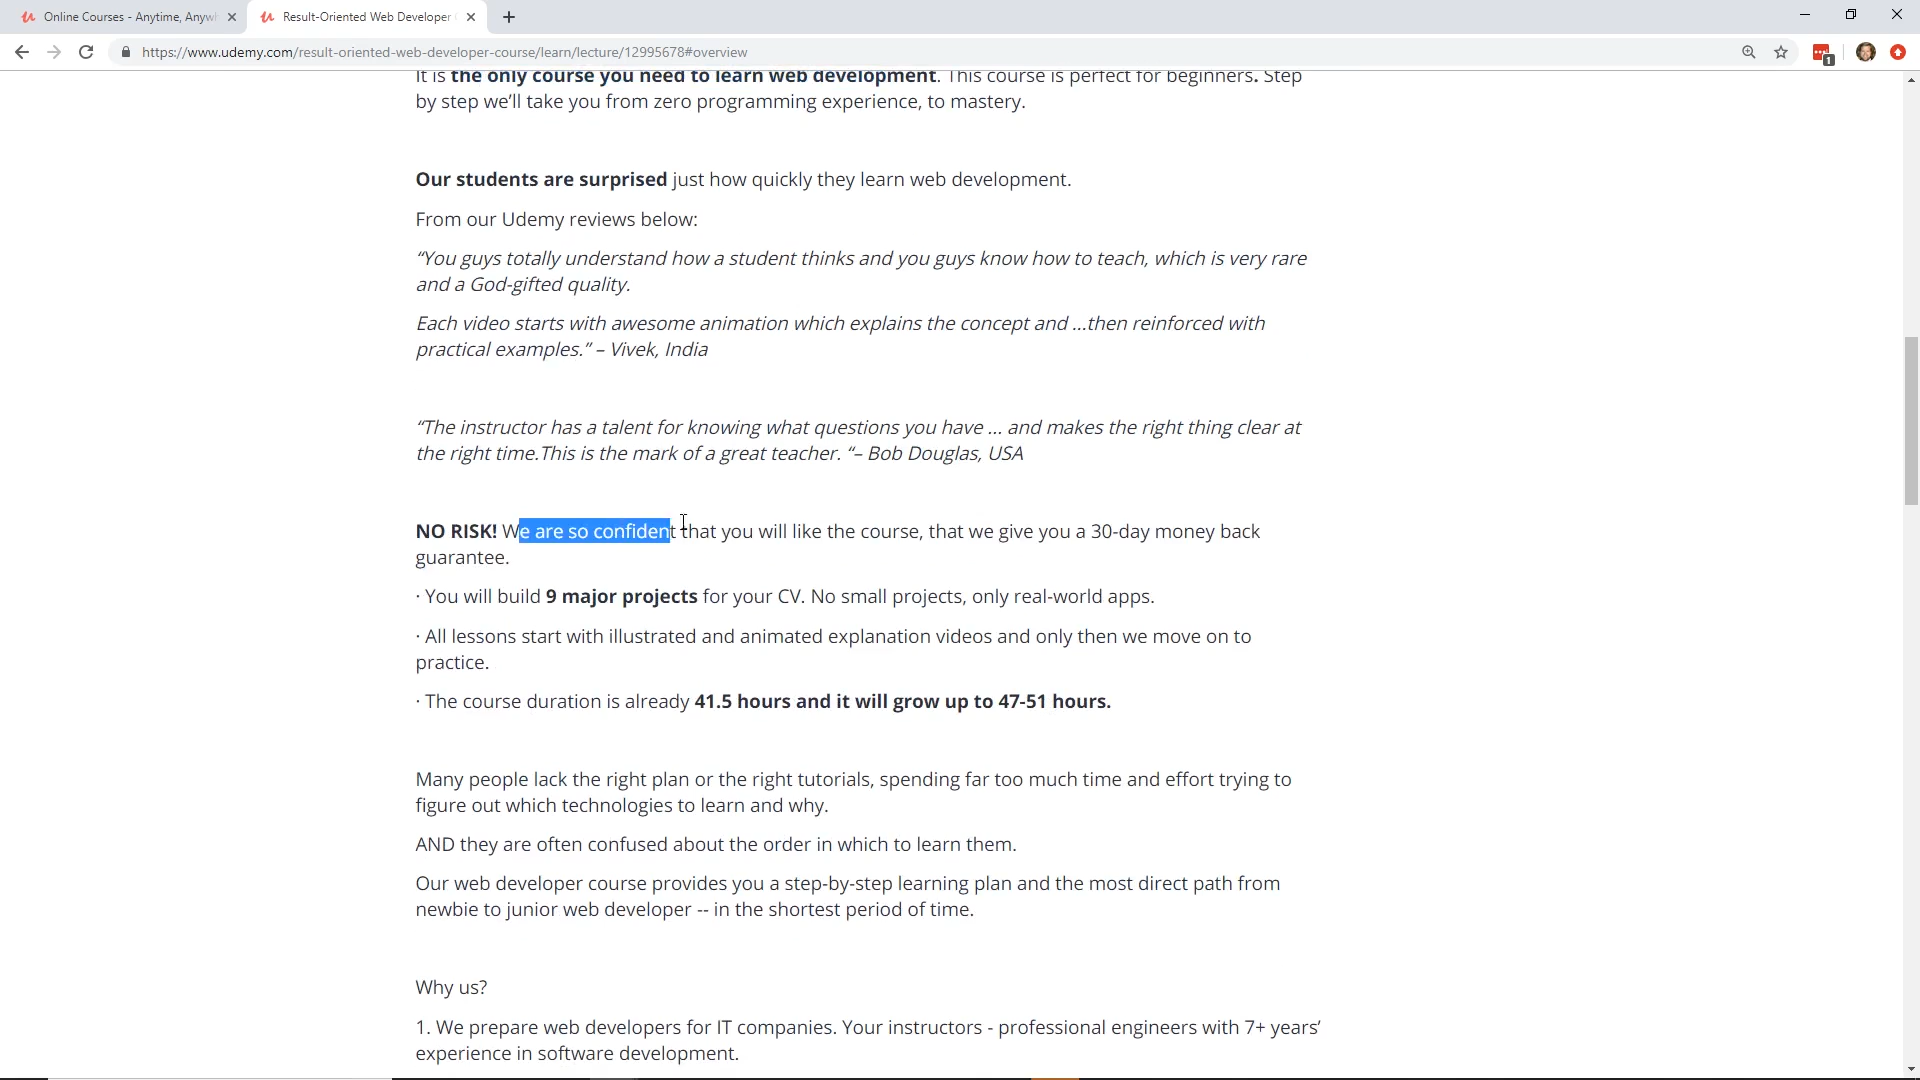 Online Courses - Anytime, Anyw
Result-Oriented Web Developer
https://www.udemy.com/result-oriented-web-developer-course/learn/lecture/12995678#overview
1
It is the only course you need to learn web development. This course is perfect for beginners. Step
by step we'll take you from zero programming experience, to mastery.
Our students are surprised just how quickly they learn web development.
From our Udemy reviews below:
“You guys totally understand how a student thinks and you guys know how to teach, which is very rare
and a God-gifted quality.
Each video starts with awesome animation which explains the concept and ...then reinforced with
practical examples.” – Vivek, India
“The instructor has a talent for knowing what questions you have ... and makes the right thing clear at
the right time.This is the mark of a great teacher. “– Bob Douglas, USA
NO RISK! We are so confident that you will like the course, that we give you a 30-day money back
guarantee.
· You will build 9 major projects for your CV. No small projects, only real-world apps.
· All lessons start with illustrated and animated explanation videos and only then we move on to
practice.
· The course duration is already 41.5 hours and it will grow up to 47-51 hours.
Many people lack the right plan or the right tutorials, spending far too much time and effort trying to
figure out which technologies to learn and why.
AND they are often confused about the order in which to learn them.
Our web developer course provides you a step-by-step learning plan and the most direct path from
newbie to junior web developer -- in the shortest period of time.
Why us?
1. We prepare web developers for IT companies. Your instructors - professional engineers with 7+ years’
experience in software development.